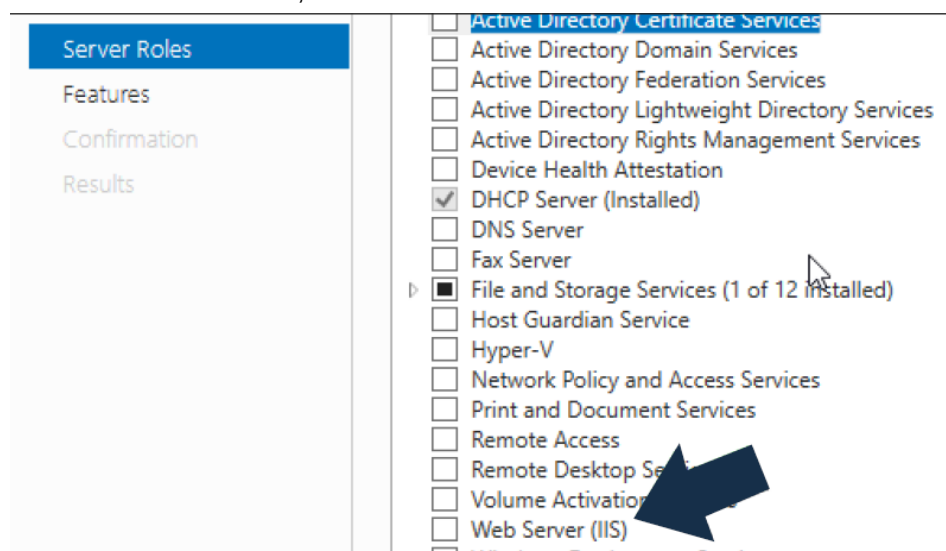 Server Roles
Features
Confirmation
Results
Active Directory Certificate Services
Active Directory Domain Services
Active Directory Federation Services
Active Directory Lightweight Directory Services
Active Directory Rights Management Services
Device Health Attestation
DHCP Server (Installed)
DNS Server
Fax Server
File and Storage Services (1 of 12 installed)
Host Guardian Service
Hyper-V
Network Policy and Access Services
Print and Document Services
Remote Access
Remote Desktop
Volume Activation
Web Server (IIS)